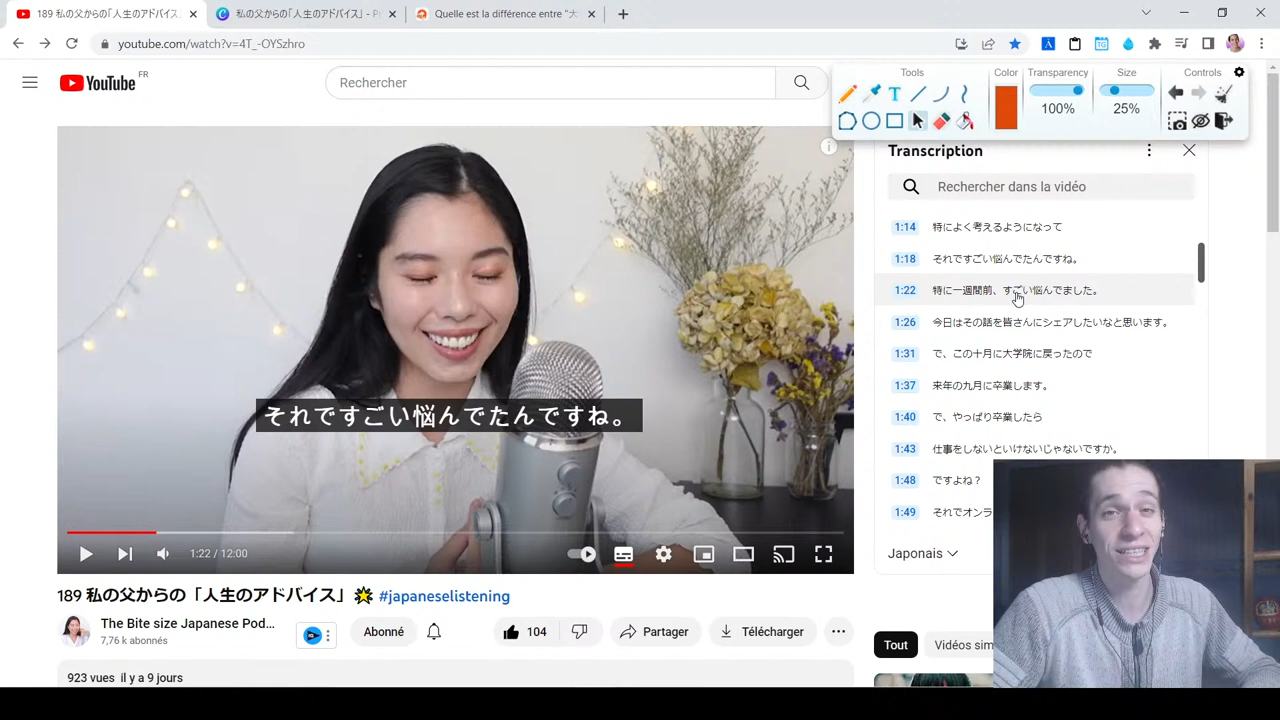 189 私の父からの「人生のアドバイス」
私の父からの「人生のアドバイス」 - P
Quelle est la différence entre "大
youtube.com/watch?v=4T_-OYSzhro
YouTube FR
Rechercher
Tools
Color
Transparency
Size
Controls
100%
25%
Transcription
Rechercher dans la vidéo
1:14 特によく考えるようになって
1:18 それですごい悩んでたんですね。
1:22 特に一週間前、すごい悩んでました。
1:26 今日はその話を皆さんにシェアしたいなと思います。
1:31 で、この十月に大学院に戻ったので
1:37 来年の九月に卒業します。
1:40 で、やっぱり卒業したら
1:43 仕事をしないといけないじゃないですか。
1:48 ですよね？
1:49 それでオンラ
Japonais
それですごい悩んでたんですね。
1:22 / 12:00
189 私の父からの「人生のアドバイス」🌟 #japaneselistening
The Bite size Japanese Pod...
7,76 k abonnés
Abonné
104
Partager
Télécharger
Tout
Vidéos sim
923 vues il y a 9 jours